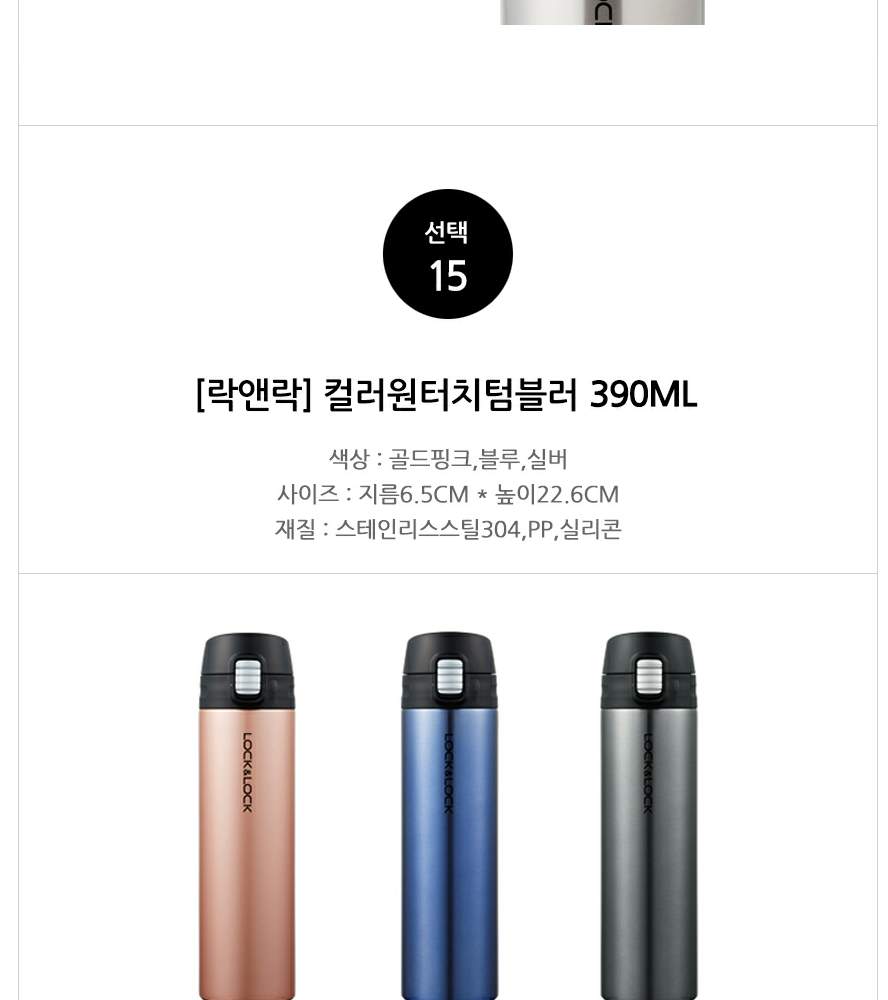 선택
15
[락앤락] 컬러원터치텀블러 390ML
색상 : 골드핑크,블루,실버
사이즈 : 지름6.5CM * 높이22.6CM
재질 : 스테인리스스틸304,PP,실리콘
LOCK&LOCK
LOCK&LOCK
LOCK&LOCK